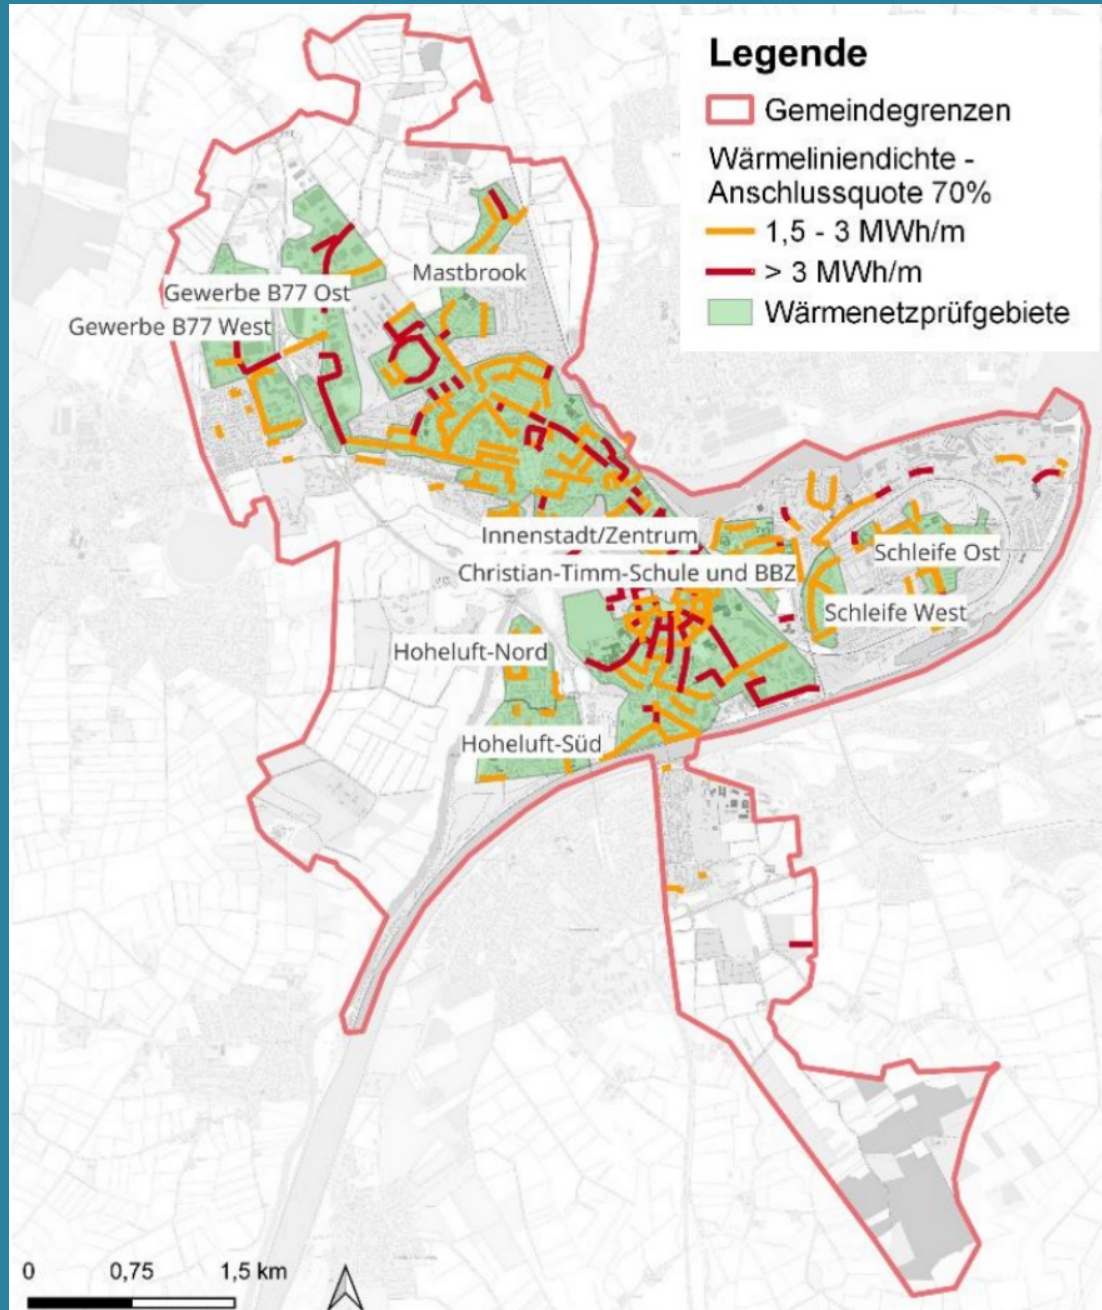 Legende
Gemeindegrenzen
Wärmeliniendichte -
Anschlussquote 70%
1,5 - 3 MWh/m
> 3 MWh/m
Wärmenetzprüfgebiete
Mastbrook
Gewerbe B77 Ost
Gewerbe B77 West
Innenstadt/Zentrum
Schleife Ost
Christian-Timm-Schule und BBZ
Schleife West
Hoheluft-Nord
Hoheluft-Süd
0 0,75 1,5 km